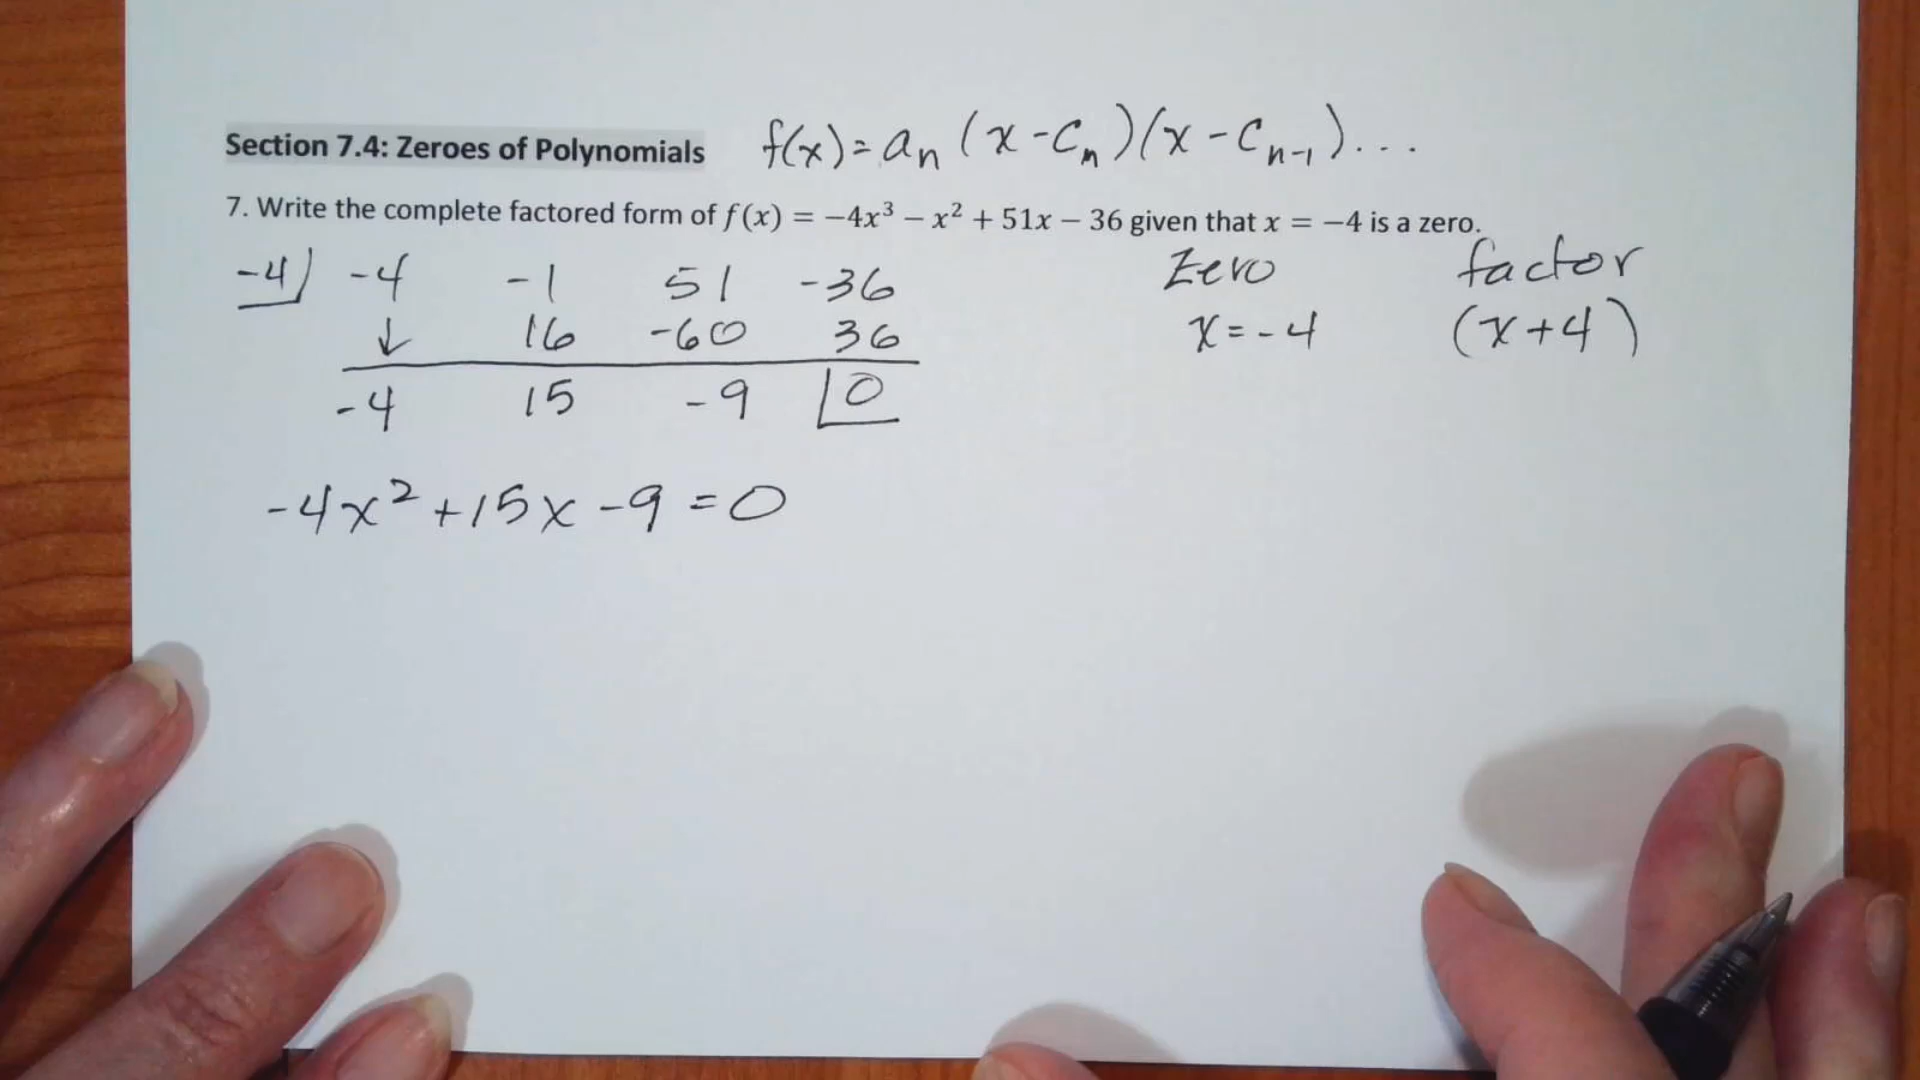 Section 7.4: Zeroes of Polynomials f(x) = aₙ (x - cₙ)(x - cₙ₋₁)...
7. Write the complete factored form of f(x) = −4x³ − x² + 51x − 36 given that x = −4 is a zero.
-4 -4 -1 51 -36 Zero factor
↓ 16 -60 36 x = -4 (x + 4)
-4 15 -9 0
-4x² + 15x - 9 = 0